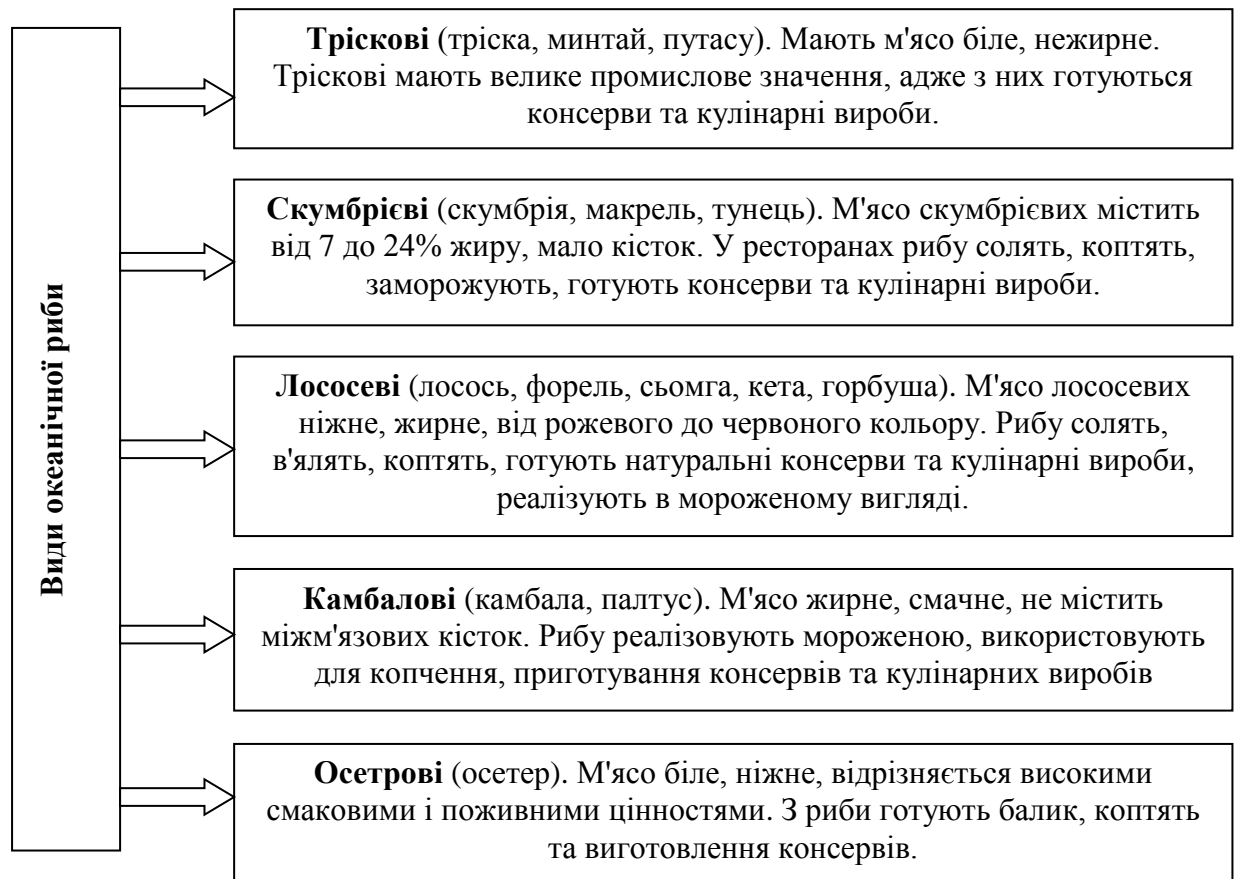 Види океанічної риби
Тріскові (тріска, минтай, путасу). Мають м'ясо біле, нежирне.
Тріскові мають велике промислове значення, адже з них готуються
консерви та кулінарні вироби.
Скумбрієві (скумбрія, макрель, тунець). М'ясо скумбрієвих містить
від 7 до 24% жиру, мало кісток. У ресторанах рибу солять, коптять,
заморожують, готують консерви та кулінарні вироби.
Лососеві (лосось, форель, сьомга, кета, горбуша). М'ясо лососевих
ніжне, жирне, від рожевого до червоного кольору. Рибу солять,
в'ялять, коптять, готують натуральні консерви та кулінарні вироби,
реалізують в мороженому вигляді.
Камбалові (камбала, палтус). М'ясо жирне, смачне, не містить
міжм'язових кісток. Рибу реалізовують мороженою, використовують
для копчення, приготування консервів та кулінарних виробів
Осетрові (осетер). М'ясо біле, ніжне, відрізняється високими
смаковими і поживними цінностями. З риби готують балик, коптять
та виготовлення консервів.